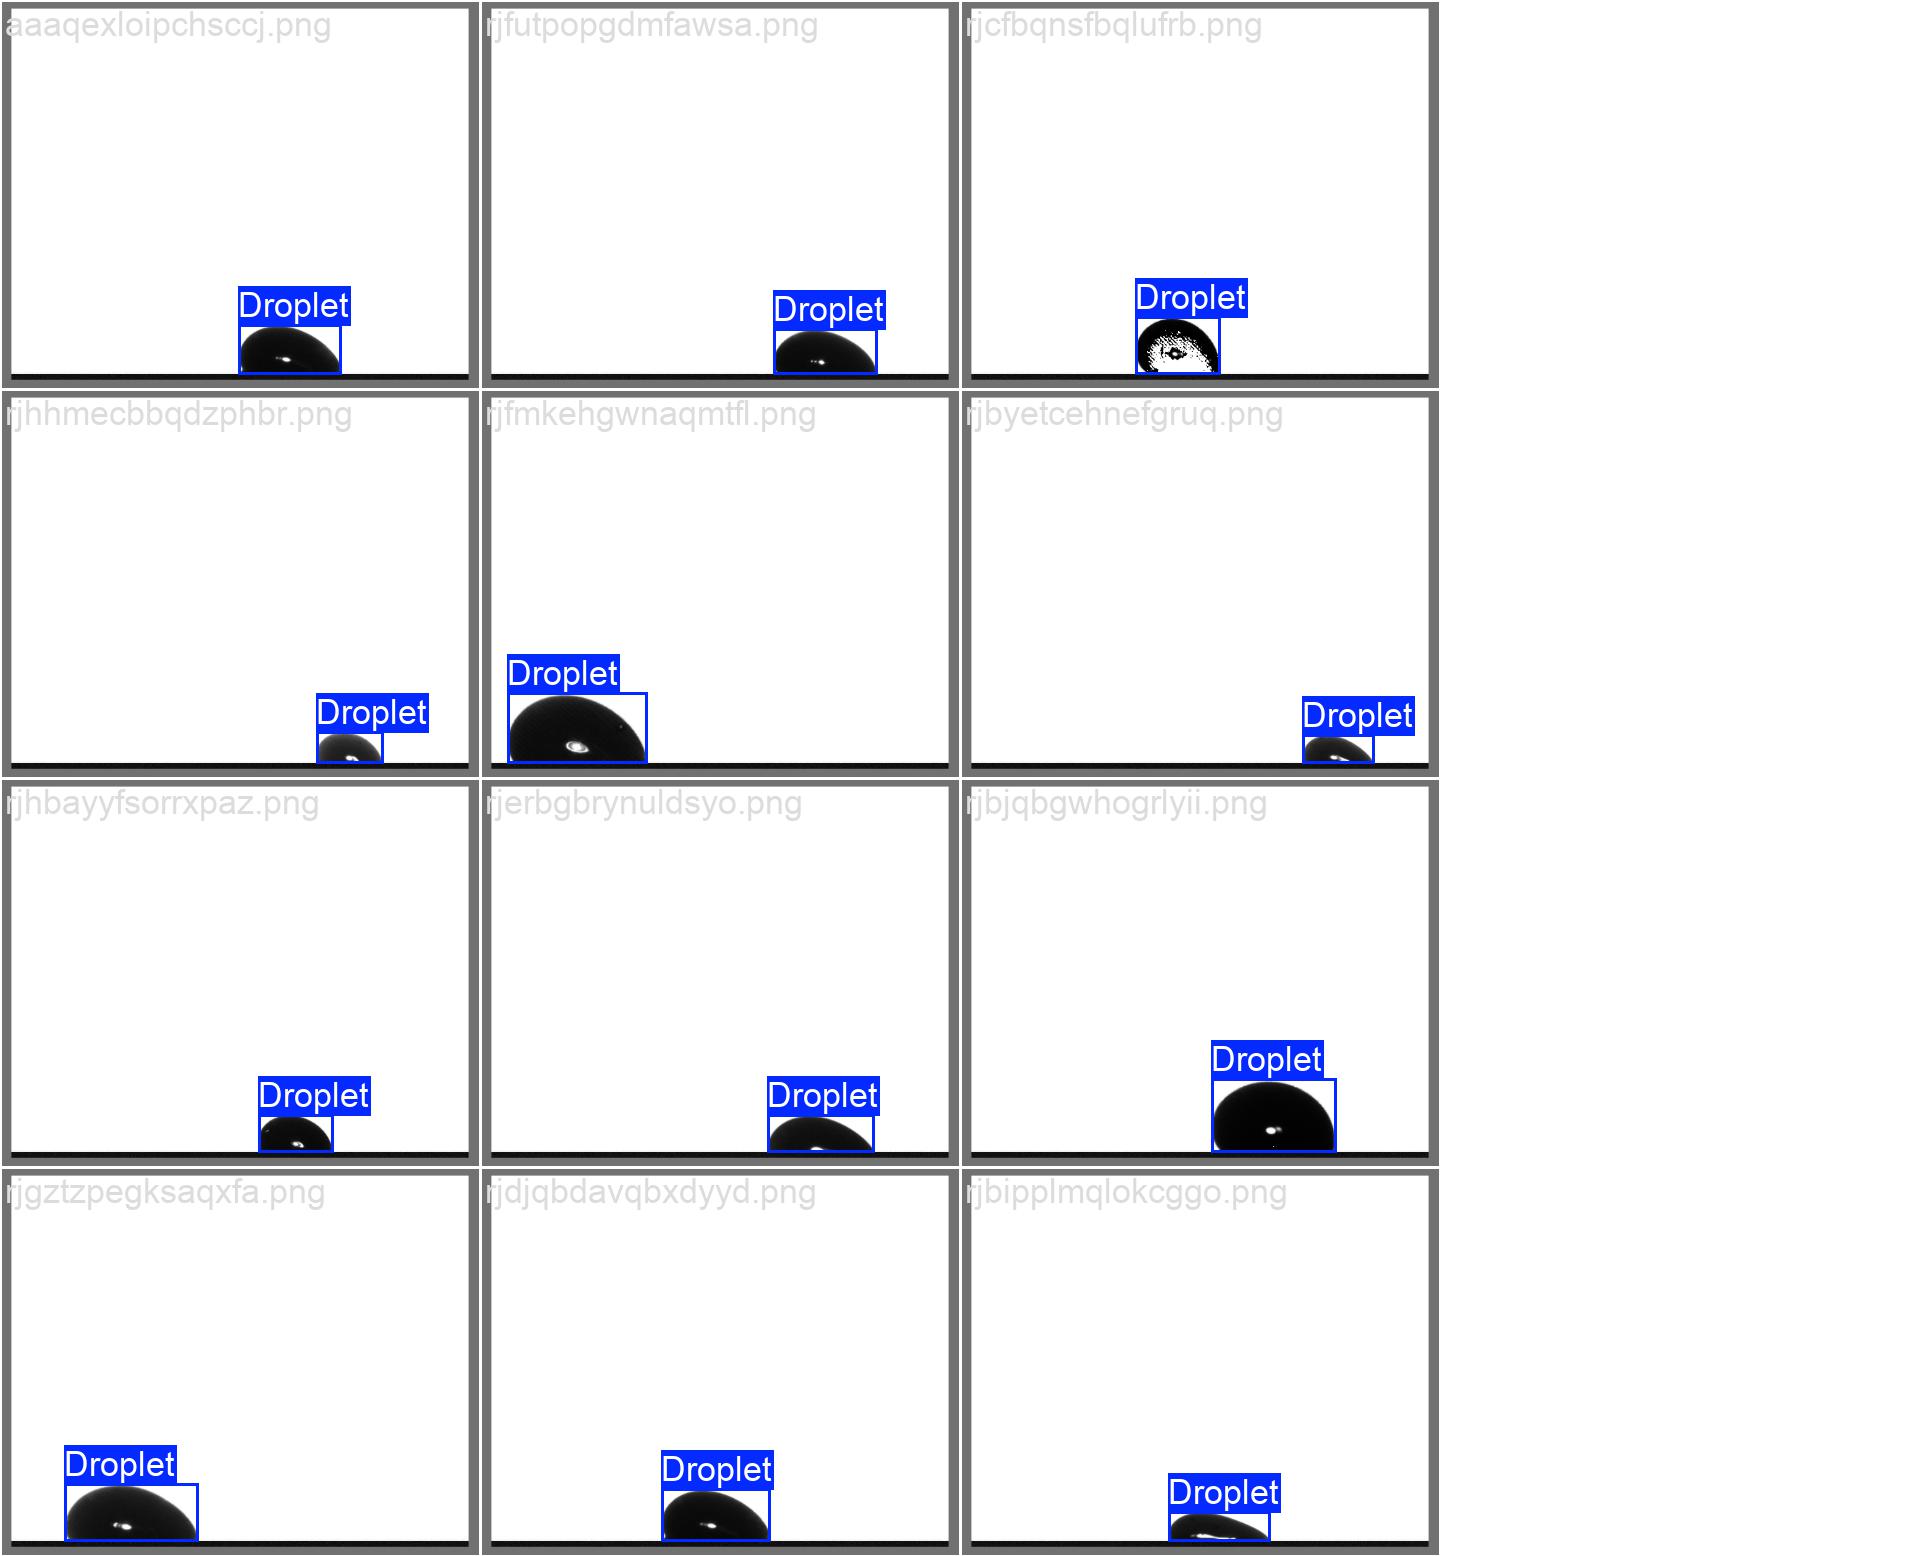 aaaqexloipchsccj.png
rjfutpopgdmfawsa.png
rjcfbqnsfbqlufrb.png
Droplet
Droplet
Droplet
rjhhmecbbqdzphbr.png
rjfmkehgwnaqmtfl.png
rjbyetcehnefgruq.png
Droplet
Droplet
Droplet
rjhbayyfsorrxpaz.png
rjerbgbrynuldsyo.png
rjbjqbgwhogrlyii.png
Droplet
Droplet
Droplet
rjgztzpegksaqxfa.png
rjdjqbdavqbxdyyd.png
rjbipplmqlokcggo.png
Droplet
Droplet
Droplet